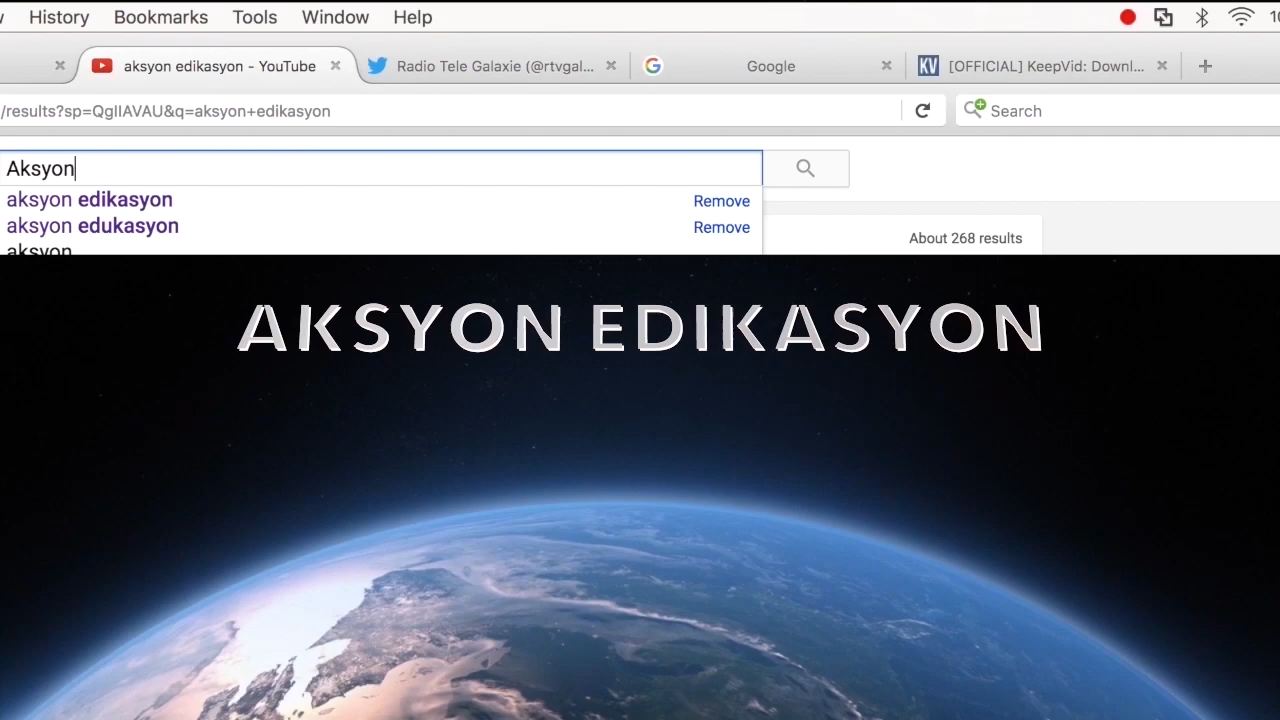 History Bookmarks Tools Window Help
aksyon edikasyon - YouTube Radio Tele Galaxie (@rtvgal... Google [OFFICIAL] KeepVid: Downl...
/results?sp=QgIIAVAU&q=aksyon+edikasyon Search
Aksyon
aksyon edikasyon Remove
aksyon edukasyon Remove
aksyon About 268 results
AKSYON EDIKASYON